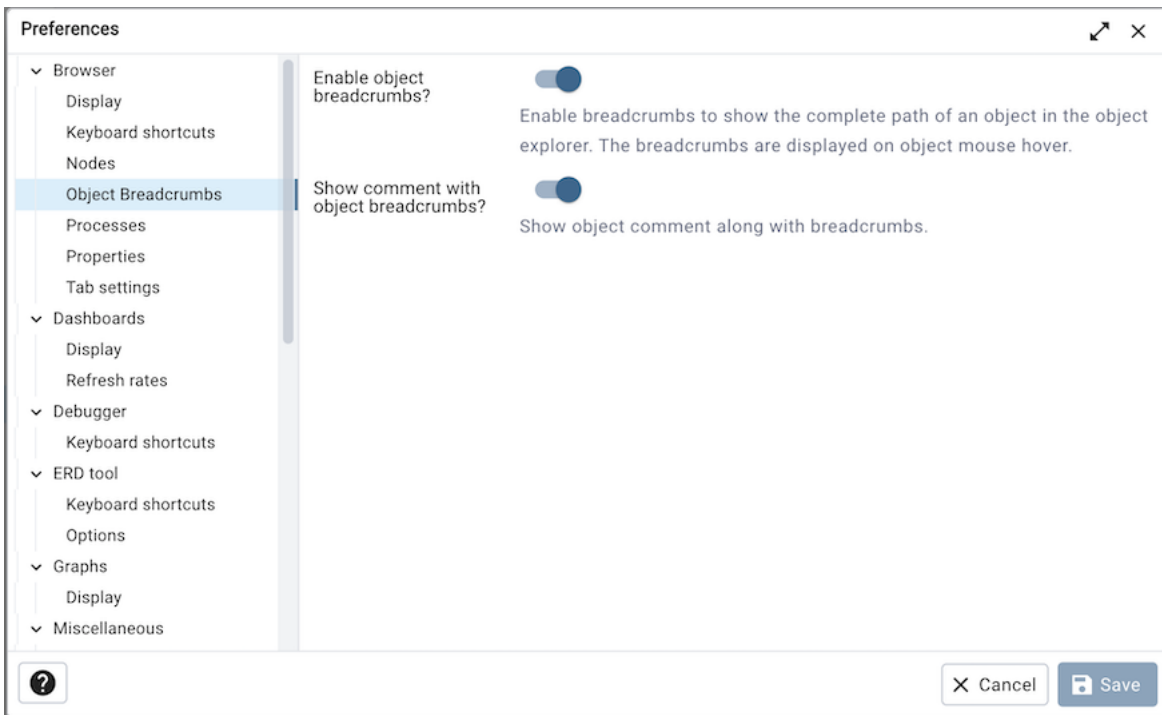 Preferences
Browser
Display
Keyboard shortcuts
Nodes
Object Breadcrumbs
Processes
Properties
Tab settings
Dashboards
Display
Refresh rates
Debugger
Keyboard shortcuts
ERD tool
Keyboard shortcuts
Options
Graphs
Display
Miscellaneous
Enable object
breadcrumbs?
Enable breadcrumbs to show the complete path of an object in the object
explorer. The breadcrumbs are displayed on object mouse hover.
Show comment with
object breadcrumbs?
Show object comment along with breadcrumbs.
?
Cancel
Save